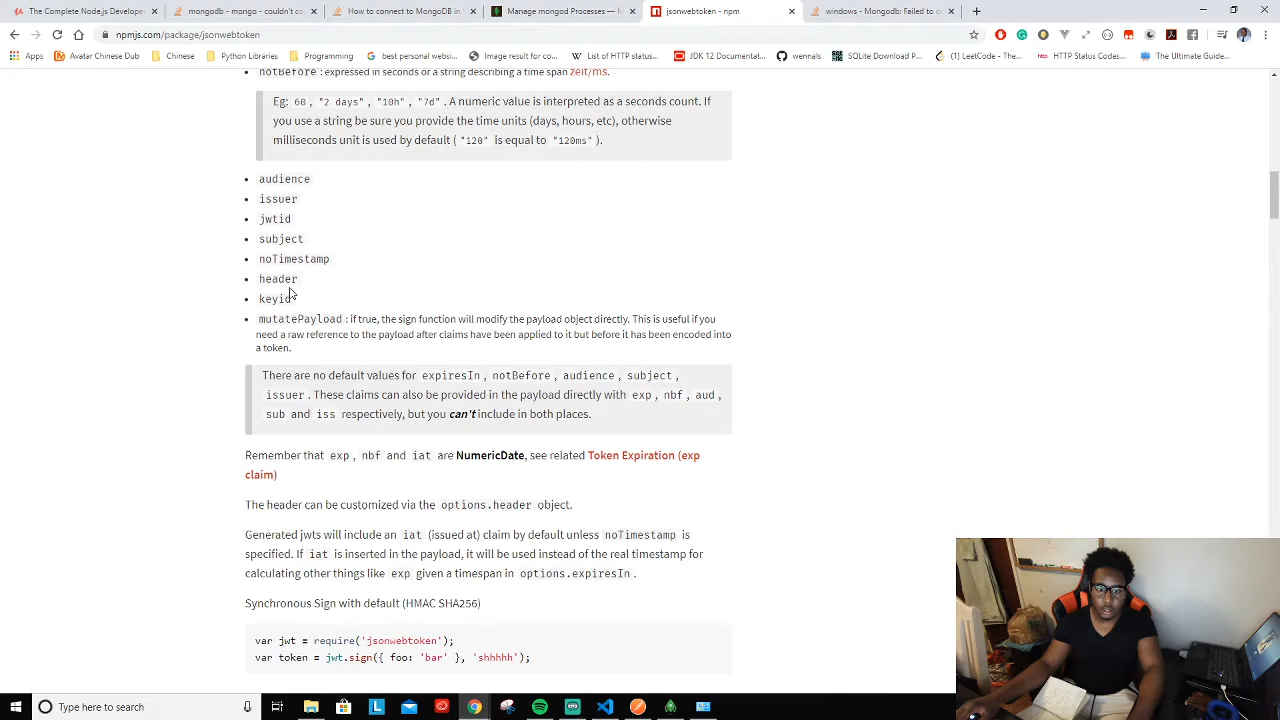 The Complete Node.js Developer
mongodb - mongo - couldn't co
How to connect to MongoDB in
Manage mongod Processes — M
jsonwebtoken - npm
windows - Mongodb: Failed to c
npmjs.com/package/jsonwebtoken
Apps
Avatar Chinese Dub
Chinese
Python Libraries
Programming
best personal websi...
Image result for co...
List of HTTP statu...
JDK 12 Documentat...
wennals
SQLite Download P...
(1) LeetCode - The...
HTTP Status Codes...
The Ultimate Guide...
notBefore : expressed in seconds or a string describing a time span zeit/ms.
Eg: 60 , "2 days" , "10h" , "7d" . A numeric value is interpreted as a seconds count. If
you use a string be sure you provide the time units (days, hours, etc), otherwise
milliseconds unit is used by default ( "120" is equal to "120ms" ).
audience
issuer
jwtid
subject
noTimestamp
header
keyid
mutatePayload : if true, the sign function will modify the payload object directly. This is useful if you
need a raw reference to the payload after claims have been applied to it but before it has been encoded into
a token.
There are no default values for expiresIn , notBefore , audience , subject ,
issuer . These claims can also be provided in the payload directly with exp , nbf , aud ,
sub and iss respectively, but you can't include in both places.
Remember that exp , nbf and iat are NumericDate, see related Token Expiration (exp
claim)
The header can be customized via the options.header object.
Generated jwts will include an iat (issued at) claim by default unless noTimestamp is
specified. If iat is inserted in the payload, it will be used instead of the real timestamp for
calculating other things like exp given a timespan in options.expiresIn .
Synchronous Sign with default (HMAC SHA256)
var jwt = require('jsonwebtoken');
var token = jwt.sign({ foo: 'bar' }, 'shhhhh');
Type here to search